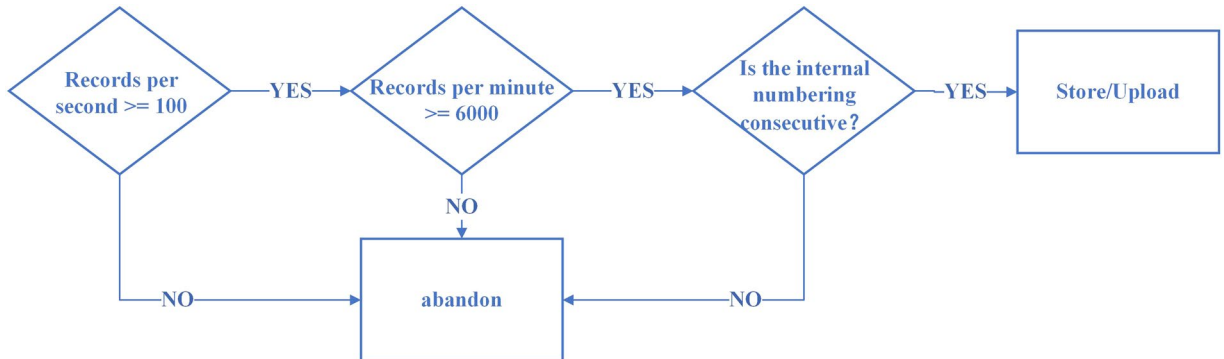 Records per
second >= 100
YES
Records per minute
>= 6000
YES
Is the internal
numbering
consecutive？
YES
Store/Upload
NO
NO
abandon
NO